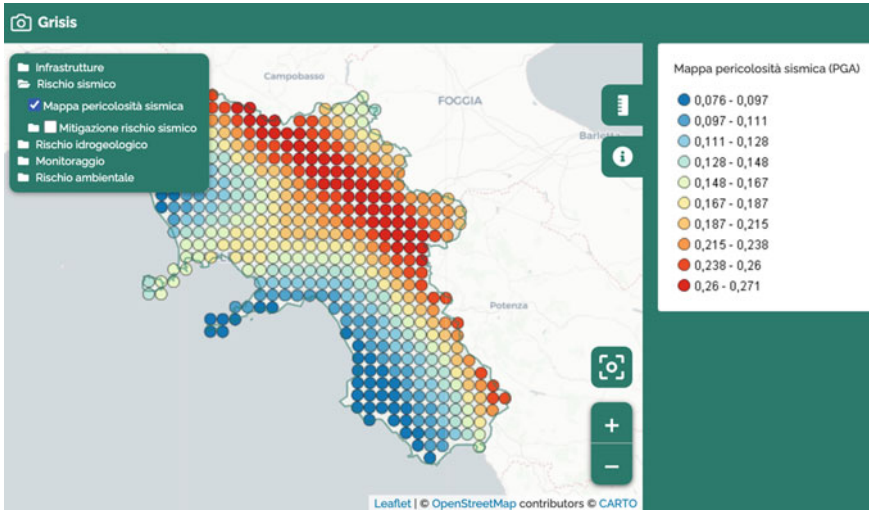 Grisis
Infrastrutture
Rischio sismico
Mappa pericolosità sismica
Mitigazione rischio sismico
Rischio idrogeologico
Monitoraggio
Rischio ambientale
Campobasso
FOGGIA
Barletta
Potenza
Mappa pericolosità sismica (PGA)
0,076 - 0,097
0,097 - 0,111
0,111 - 0,128
0,128 - 0,148
0,148 - 0,167
0,167 - 0,187
0,187 - 0,215
0,215 - 0,238
0,238 - 0,26
0,26 - 0,271
+
−
Leaflet | © OpenStreetMap contributors © CARTO